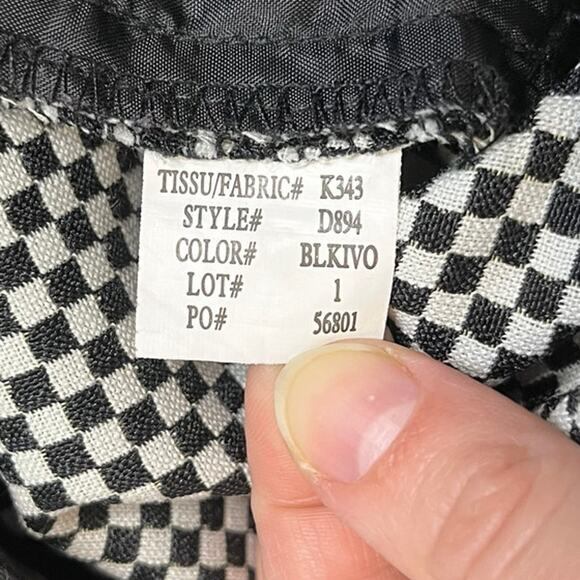 TISSU/FABRIC# K343
STYLE# D894
COLOR# BLKIVO
LOT# 1
PO# 56801